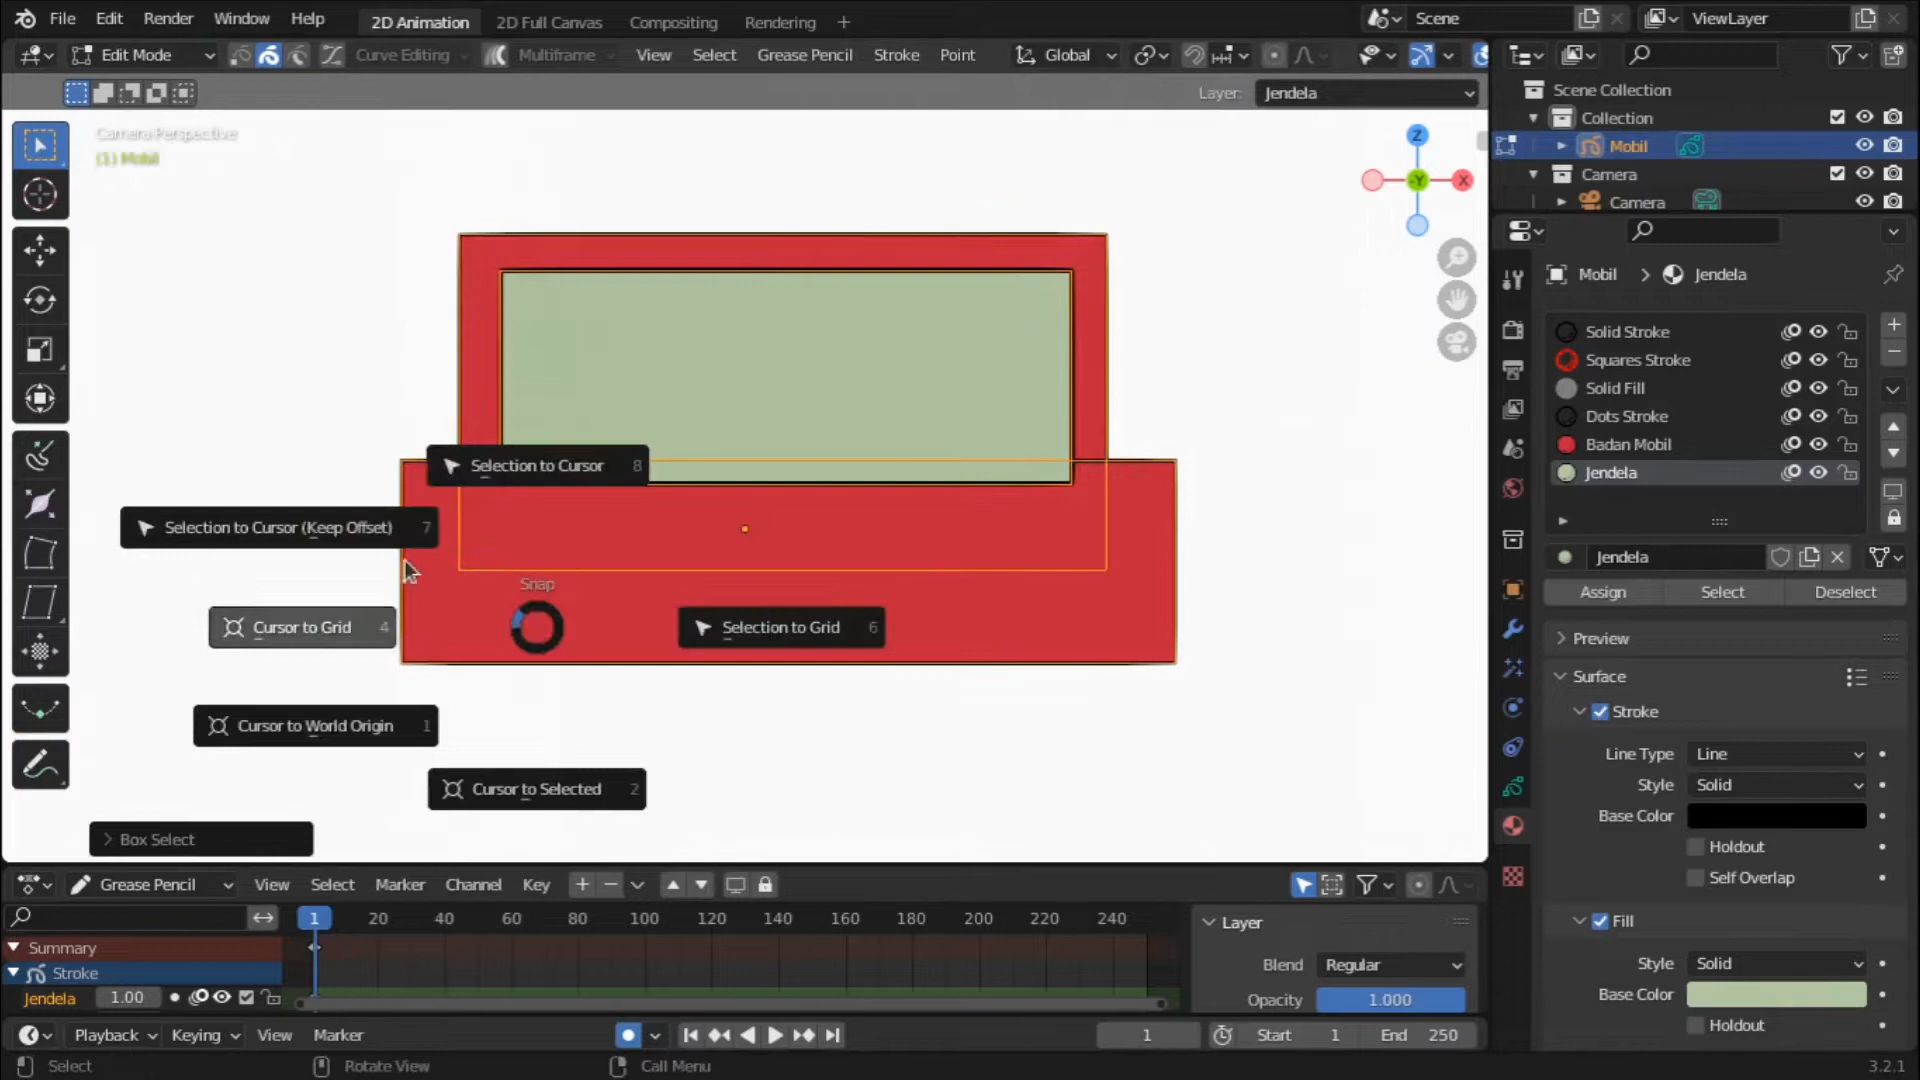 File Edit Render Window Help 2D Animation 2D Full Canvas Compositing Rendering + Scene ViewLayer
Edit Mode Curve Editing Multiframe View Select Grease Pencil Stroke Point Global
Layer: Jendela
Camera Perspective
(1) Mobil
Z
-Y
X
Scene Collection
Collection
Mobil
Camera
Camera
Mobil > Jendela
Solid Stroke
Squares Stroke
Solid Fill
Dots Stroke
Badan Mobil
Jendela
Jendela
Assign Select Deselect
Preview
Surface
Stroke
Line Type Line
Style Solid
Base Color
Holdout
Self Overlap
Fill
Style Solid
Base Color
Holdout
Selection to Cursor 8
Selection to Cursor (Keep Offset) 7
Snap
Cursor to Grid 4
Selection to Grid 6
Cursor to World Origin 1
Cursor to Selected 2
Box Select
Grease Pencil View Select Marker Channel Key
1 20 40 60 80 100 120 140 160 180 200 220 240
Summary
Stroke
Jendela 1.00
Layer
Blend Regular
Opacity 1.000
Playback Keying View Marker 1 Start 1 End 250
Select Rotate View Call Menu 3.2.1